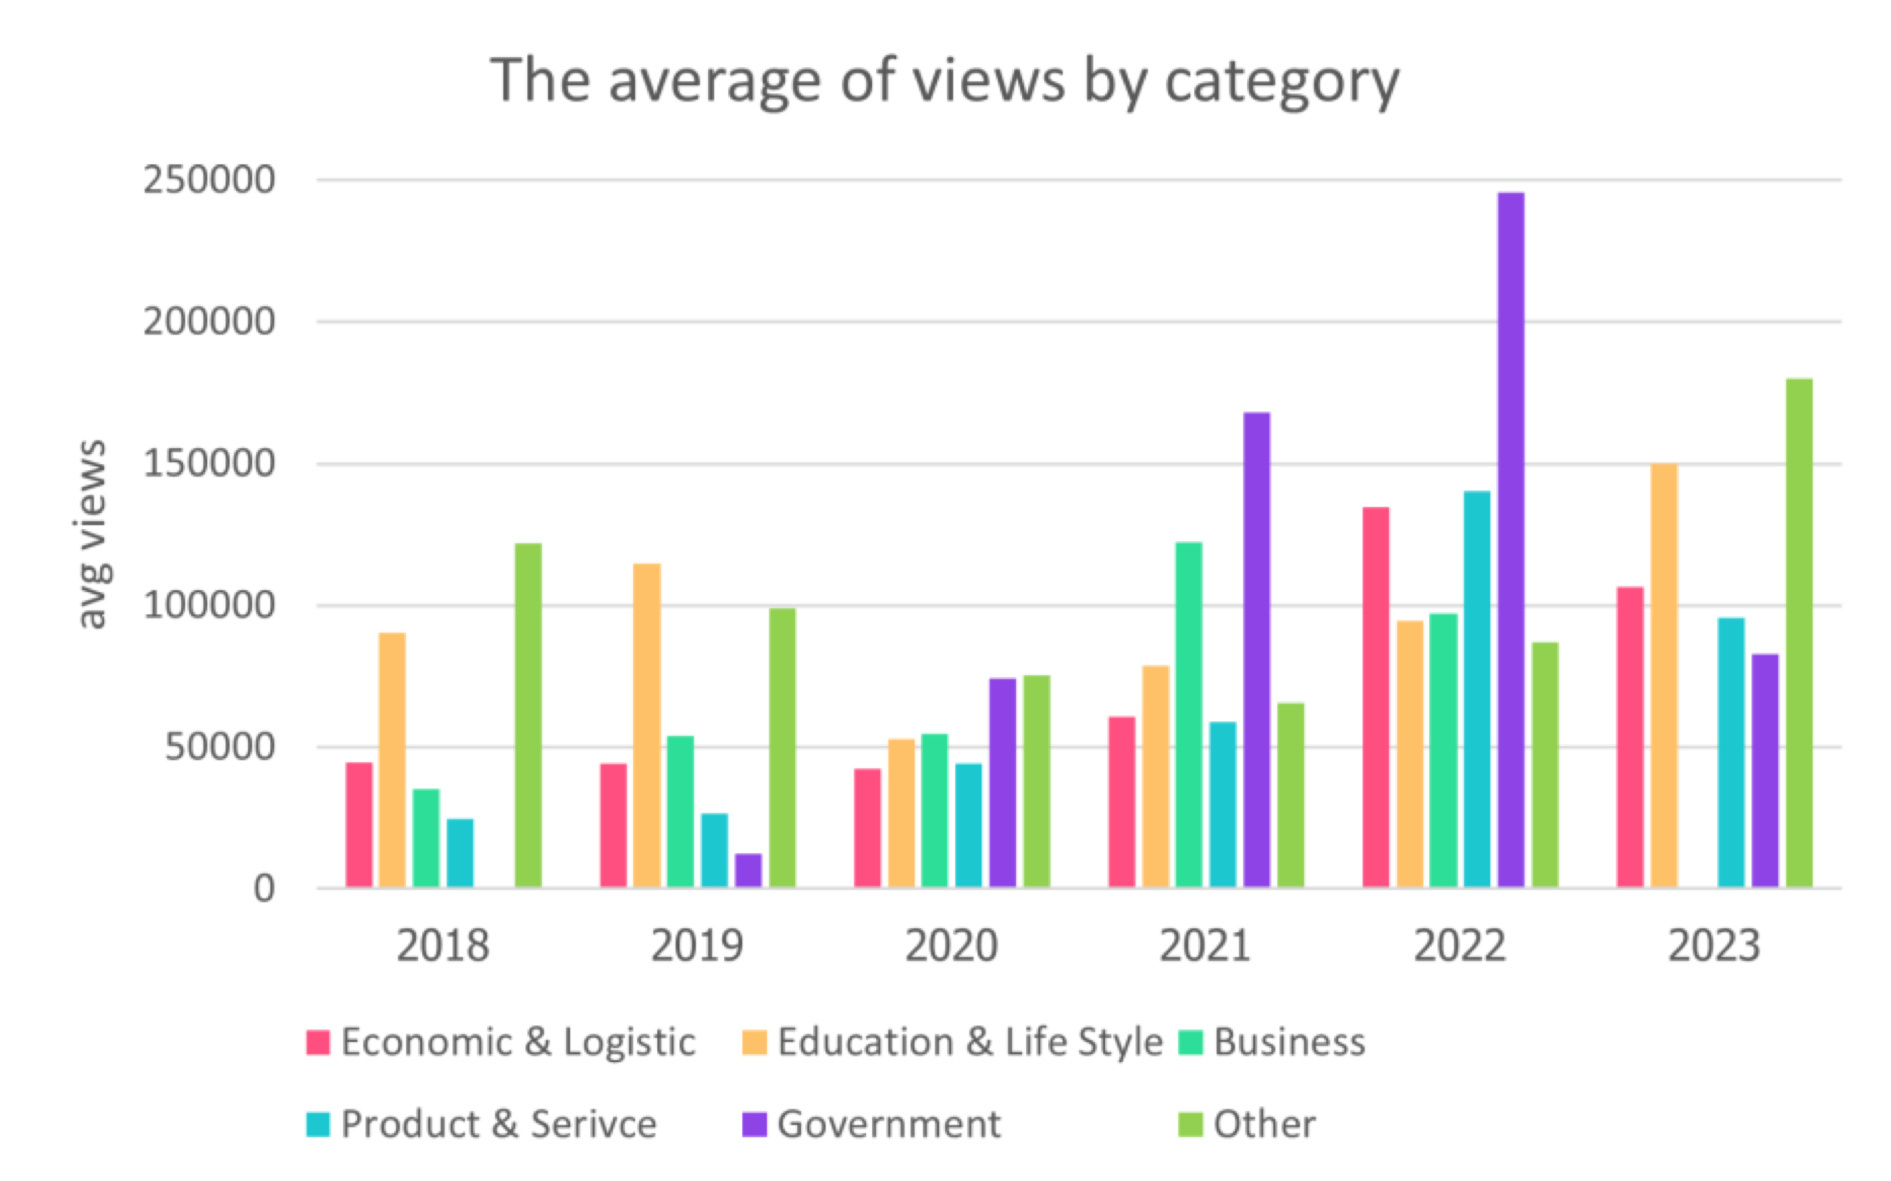 The average of views by category
250000
200000
150000
100000
50000
0
avg views
2018 2019 2020 2021 2022 2023
Economic & Logistic Education & Life Style Business
Product & Serivce Government Other